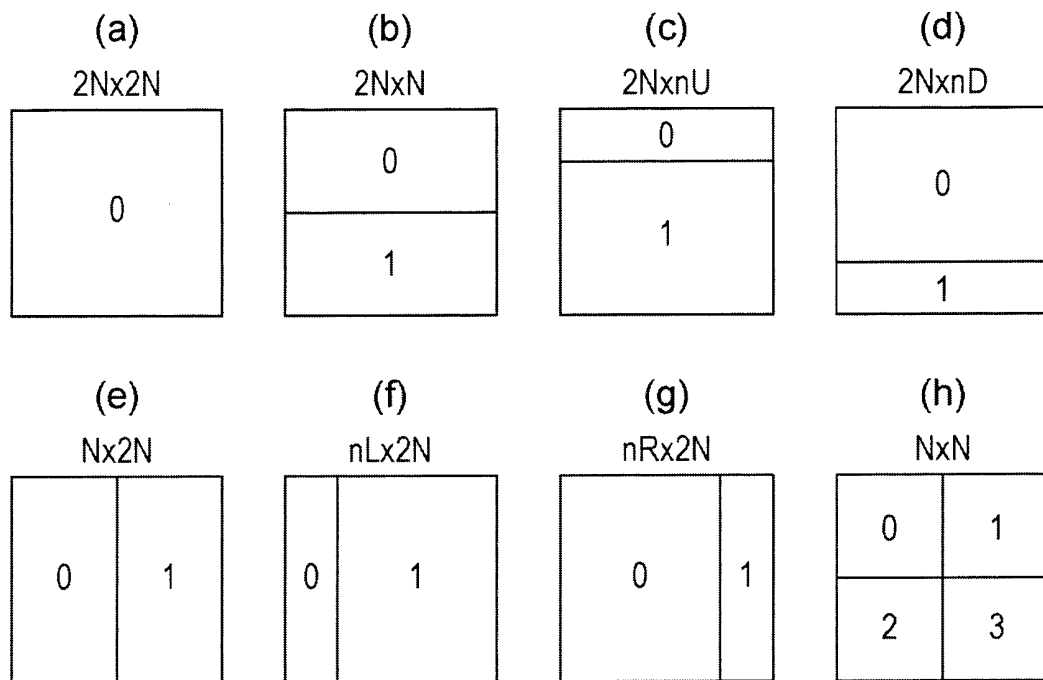 (a) (b) (c) (d)
2Nx2N 2NxN 2NxnU 2NxnD
0 0 0 0
1 1 1
(e) (f) (g) (h)
Nx2N nLx2N nRx2N NxN
0 1 0 1 0 1 0 1
2 3